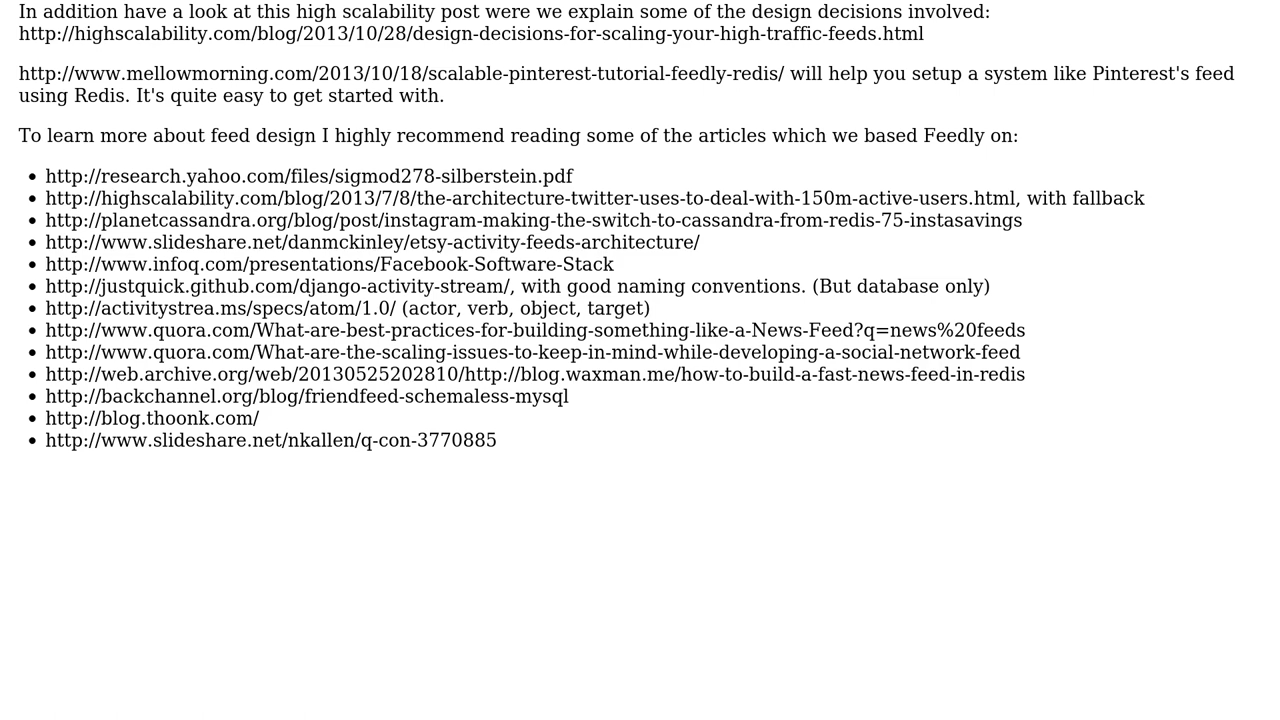 In addition have a look at this high scalability post were we explain some of the design decisions involved:
http://highscalability.com/blog/2013/10/28/design-decisions-for-scaling-your-high-traffic-feeds.html
http://www.mellowmorning.com/2013/10/18/scalable-pinterest-tutorial-feedly-redis/ will help you setup a system like Pinterest's feed
using Redis. It's quite easy to get started with.
To learn more about feed design I highly recommend reading some of the articles which we based Feedly on:
• http://research.yahoo.com/files/sigmod278-silberstein.pdf
• http://highscalability.com/blog/2013/7/8/the-architecture-twitter-uses-to-deal-with-150m-active-users.html, with fallback
• http://planetcassandra.org/blog/post/instagram-making-the-switch-to-cassandra-from-redis-75-instasavings
• http://www.slideshare.net/danmckinley/etsy-activity-feeds-architecture/
• http://www.infoq.com/presentations/Facebook-Software-Stack
• http://justquick.github.com/django-activity-stream/, with good naming conventions. (But database only)
• http://activitystrea.ms/specs/atom/1.0/ (actor, verb, object, target)
• http://www.quora.com/What-are-best-practices-for-building-something-like-a-News-Feed?q=news%20feeds
• http://www.quora.com/What-are-the-scaling-issues-to-keep-in-mind-while-developing-a-social-network-feed
• http://web.archive.org/web/20130525202810/http://blog.waxman.me/how-to-build-a-fast-news-feed-in-redis
• http://backchannel.org/blog/friendfeed-schemaless-mysql
• http://blog.thoonk.com/
• http://www.slideshare.net/nkallen/q-con-3770885